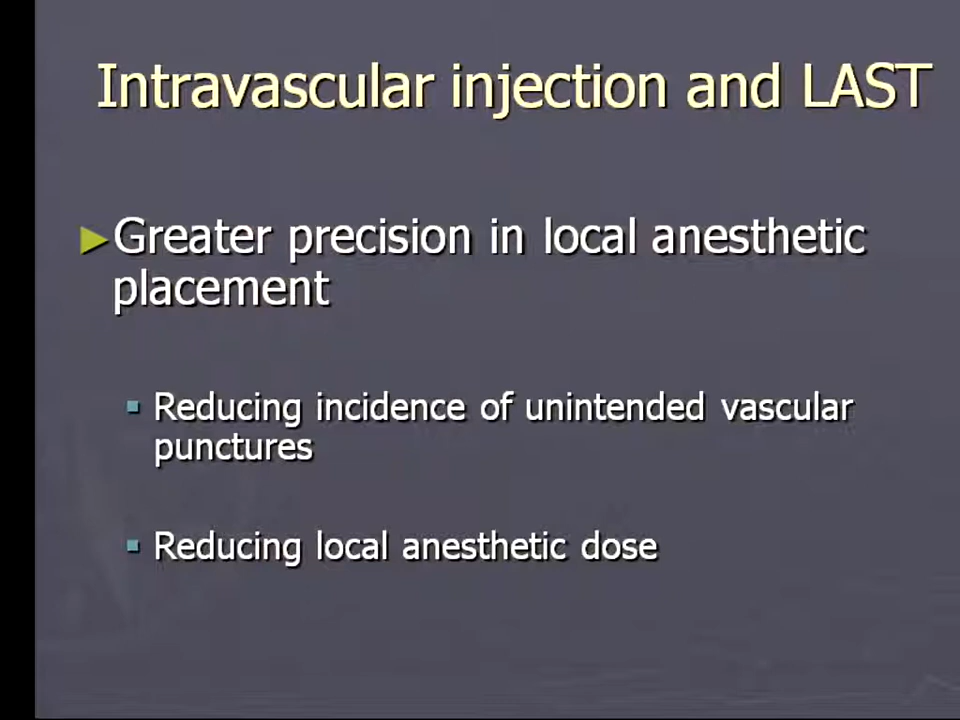 Intravascular injection and LAST
Greater precision in local anesthetic
placement
Reducing incidence of unintended vascular
punctures
Reducing local anesthetic dose